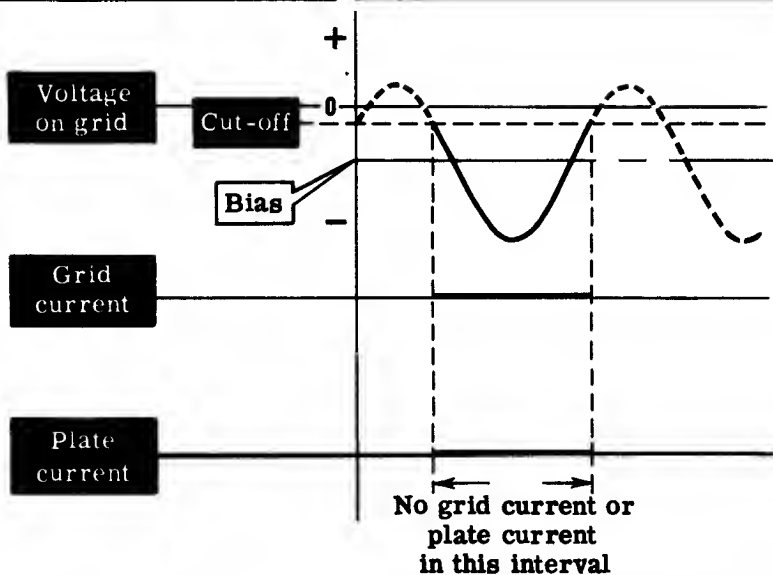 +
Voltage
on grid
0
Cut-off
Bias
−
Grid
current
Plate
current
No grid current or
plate current
in this interval